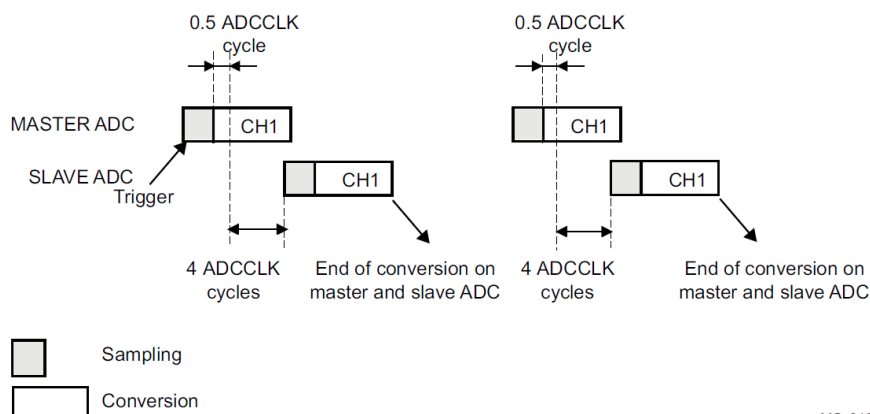 0.5 ADCCLK
cycle
0.5 ADCCLK
cycle
MASTER ADC
CH1
CH1
SLAVE ADC
CH1
CH1
Trigger
4 ADCCLK
cycles
End of conversion on
master and slave ADC
4 ADCCLK
cycles
End of conversion on
master and slave ADC
Sampling
Conversion